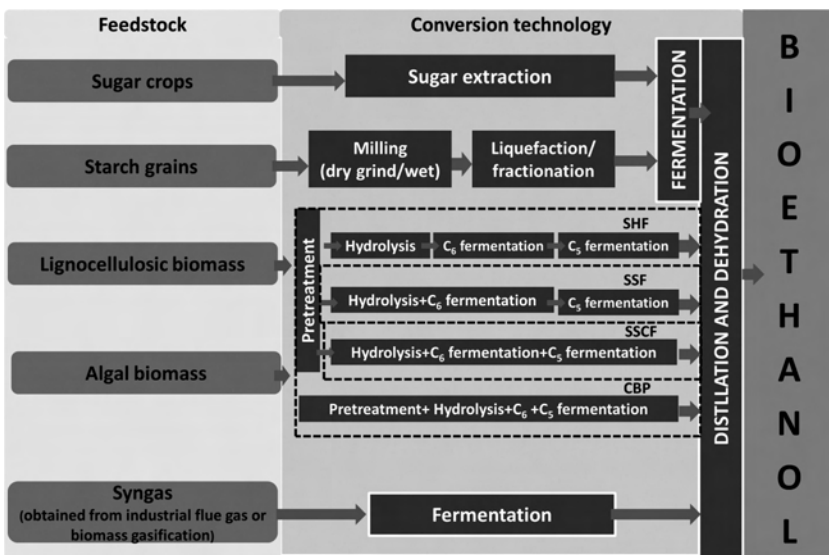 Feedstock
Conversion technology
Sugar crops
Sugar extraction
Starch grains
Milling
(dry grind/wet)
Liquefaction/
fractionation
FERMENTATION
Lignocellulosic biomass
Algal biomass
Pretreatment
SHF
Hydrolysis
C₆ fermentation
C₅ fermentation
SSF
Hydrolysis+C₆ fermentation
C₅ fermentation
SSCF
Hydrolysis+C₆ fermentation+C₅ fermentation
CBP
Pretreatment+ Hydrolysis+C₆ +C₅ fermentation
Syngas
(obtained from industrial flue gas or
biomass gasification)
Fermentation
DISTLLATION AND DEHYDRATION
BIOETHANOL